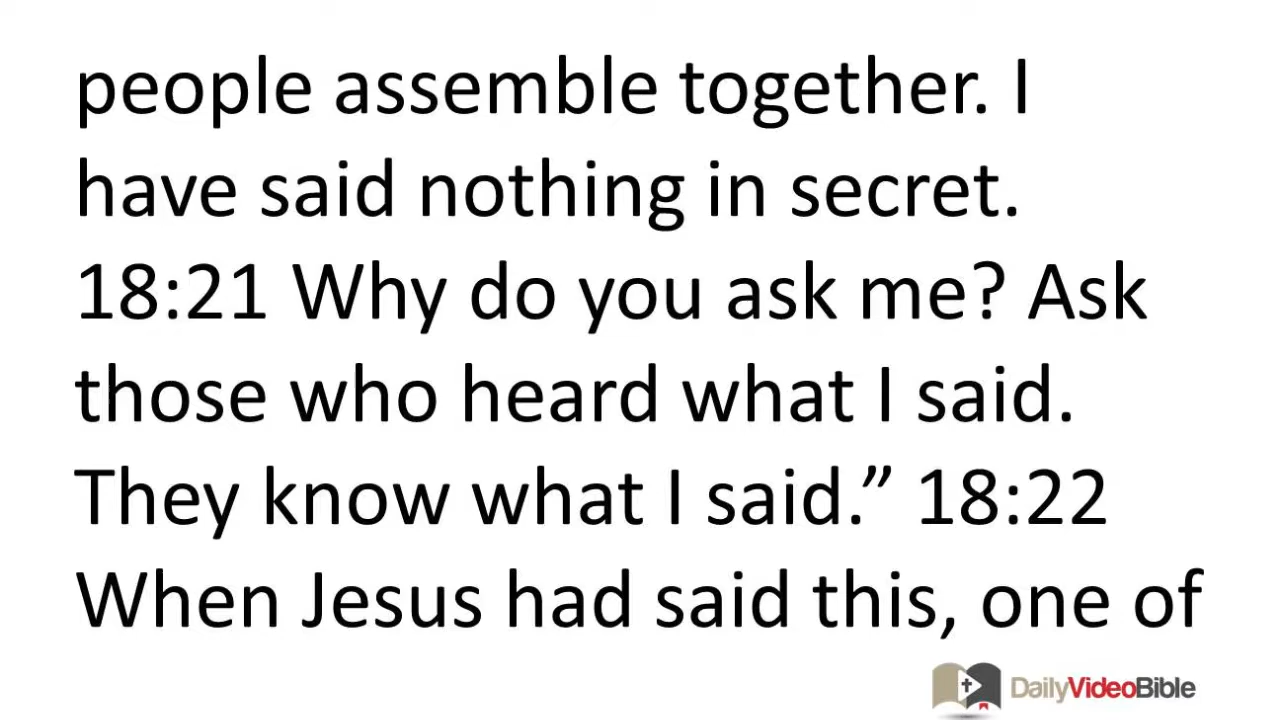 people assemble together. I
have said nothing in secret.
18:21 Why do you ask me? Ask
those who heard what I said.
They know what I said.” 18:22
When Jesus had said this, one of
DailyVideoBible